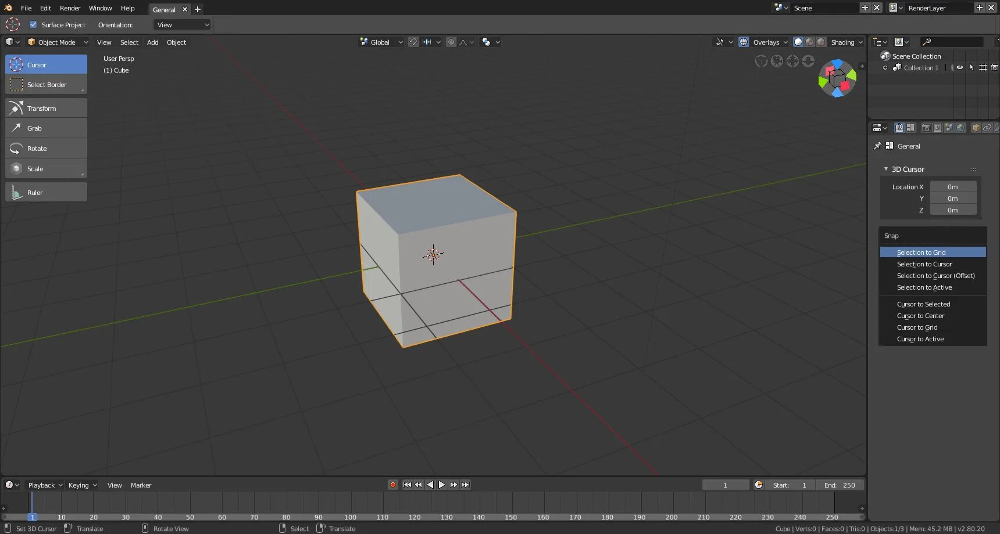 File Edit Render Window Help General Scene RenderLayer
Surface Project Orientation: View
Object Mode View Select Add Object Global Overlays Shading
User Persp
(1) Cube
Cursor
Select Border
Transform
Grab
Rotate
Scale
Ruler
Scene Collection
Collection 1
General
3D Cursor
Location X 0m
Y 0m
Z 0m
Snap
Selection to Grid
Selection to Cursor
Selection to Cursor (Offset)
Selection to Active
Cursor to Selected
Cursor to Center
Cursor to Grid
Cursor to Active
Playback Keying View Marker 1 Start: 1 End: 250
1 10 20 30 40 50 60 70 80 90 100 110 120 130 140 150 160 170 180 190 200 210 220 230 240 250
Set 3D Cursor Translate Rotate View Select Translate Cube | Verts:0 | Faces:0 | Tris:0 | Objects:1/3 | Mem: 45.2 MB | v2.80.20